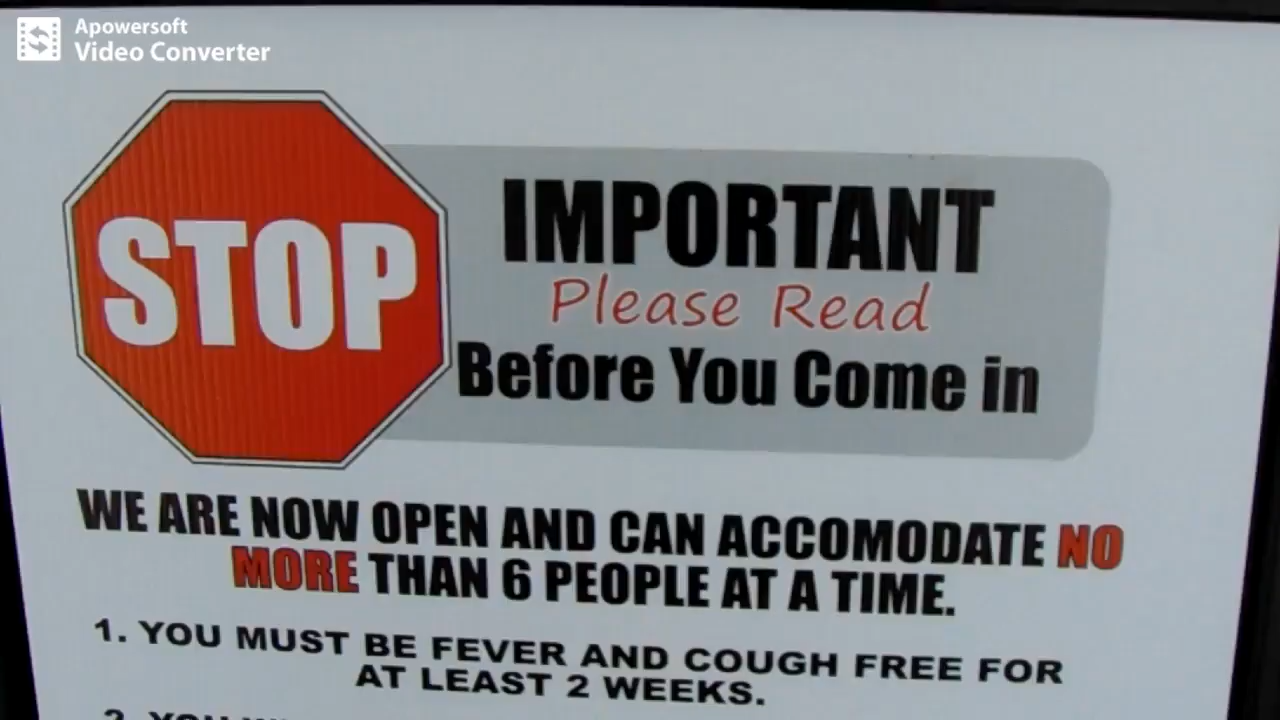 Apowersoft
Video Converter
STOP
IMPORTANT
Please Read
Before You Come in
WE ARE NOW OPEN AND CAN ACCOMODATE NO
MORE THAN 6 PEOPLE AT A TIME.
1. YOU MUST BE FEVER AND COUGH FREE FOR
AT LEAST 2 WEEKS.
2. YOU